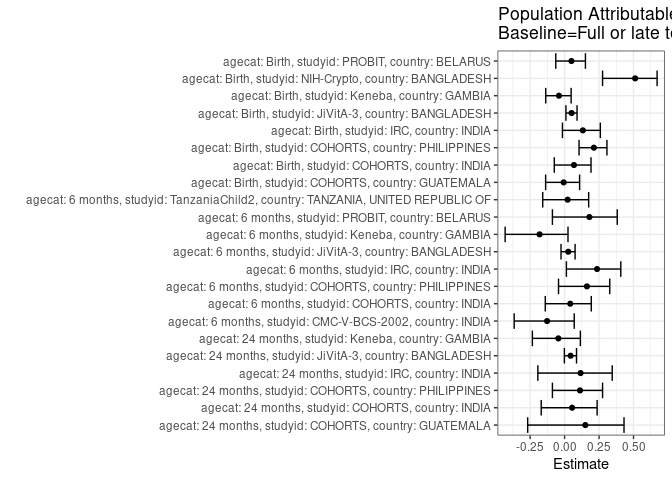 Population Attributable
Baseline=Full or late
agecat: Birth, studyid: PROBIT, country: BELARUS
agecat: Birth, studyid: NIH-Crypto, country: BANGLADESH
agecat: Birth, studyid: Keneba, country: GAMBIA
agecat: Birth, studyid: JiVitA-3, country: BANGLADESH
agecat: Birth, studyid: IRC, country: INDIA
agecat: Birth, studyid: COHORTS, country: PHILIPPINES
agecat: Birth, studyid: COHORTS, country: INDIA
agecat: Birth, studyid: COHORTS, country: GUATEMALA
agecat: 6 months, studyid: TanzaniaChild2, country: TANZANIA, UNITED REPUBLIC OF
agecat: 6 months, studyid: PROBIT, country: BELARUS
agecat: 6 months, studyid: Keneba, country: GAMBIA
agecat: 6 months, studyid: JiVitA-3, country: BANGLADESH
agecat: 6 months, studyid: IRC, country: INDIA
agecat: 6 months, studyid: COHORTS, country: PHILIPPINES
agecat: 6 months, studyid: COHORTS, country: INDIA
agecat: 6 months, studyid: CMC-V-BCS-2002, country: INDIA
agecat: 24 months, studyid: Keneba, country: GAMBIA
agecat: 24 months, studyid: JiVitA-3, country: BANGLADESH
agecat: 24 months, studyid: IRC, country: INDIA
agecat: 24 months, studyid: COHORTS, country: PHILIPPINES
agecat: 24 months, studyid: COHORTS, country: INDIA
agecat: 24 months, studyid: COHORTS, country: GUATEMALA
-0.25 0.00 0.25 0.50
Estimate